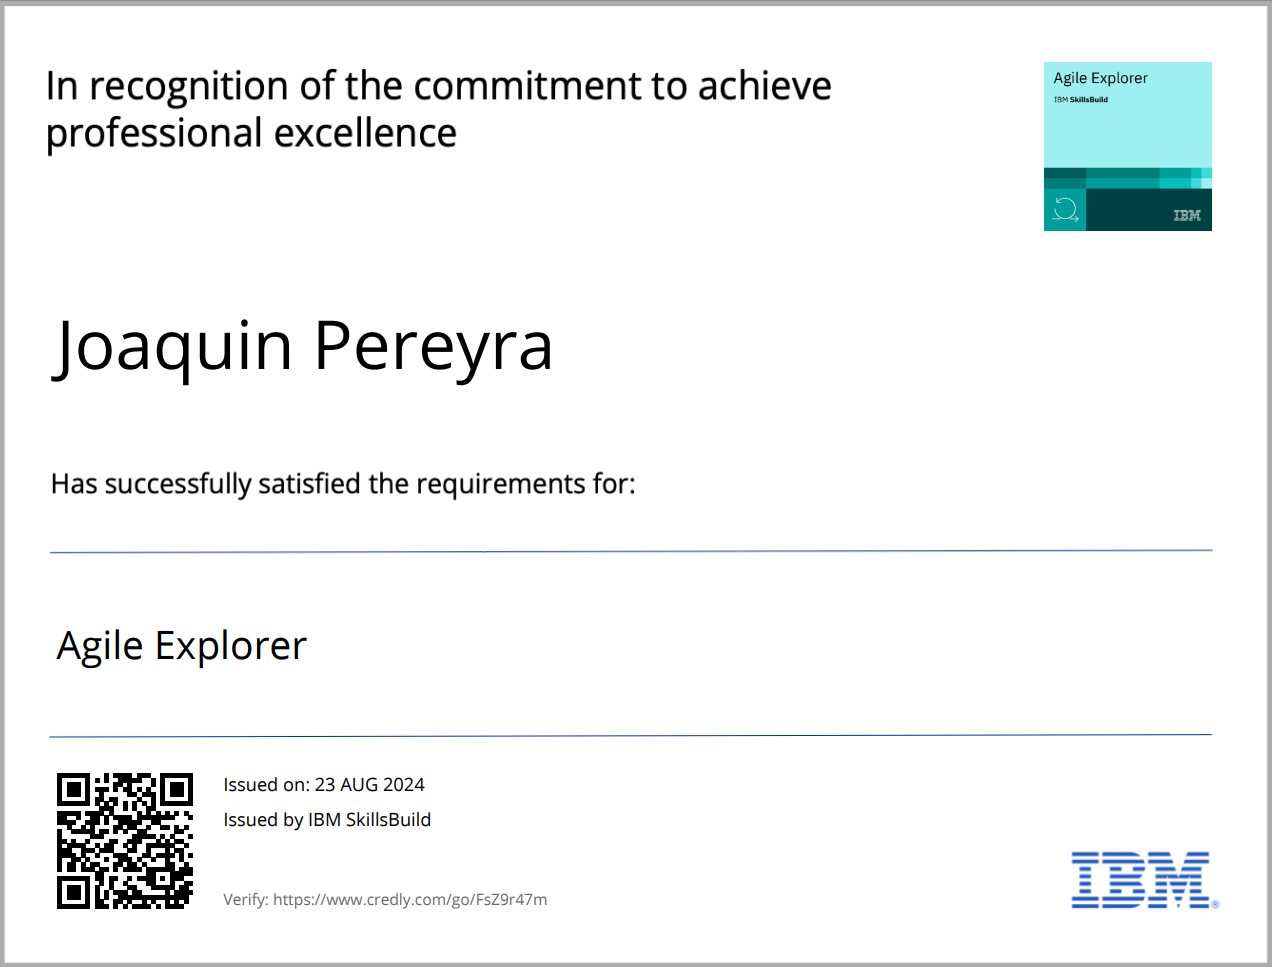 In recognition of the commitment to achieve
professional excellence
Agile Explorer
IBM SkillsBuild
IBM
Joaquin Pereyra
Has successfully satisfied the requirements for:
Agile Explorer
Issued on: 23 AUG 2024
Issued by IBM SkillsBuild
Verify: https://www.credly.com/go/FsZ9r47m
IBM®